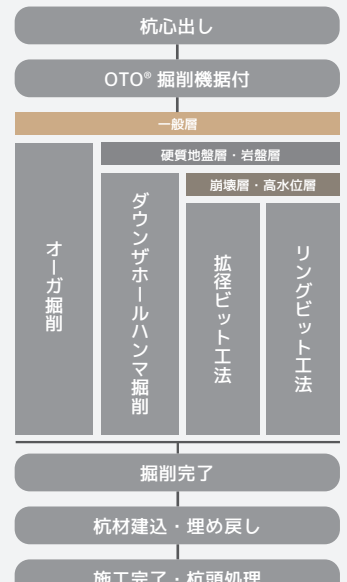 杭心出し
OTO® 掘削機据付
一般層
硬質地盤層・岩盤層
崩壊層・高水位層
オーガ掘削
ダウンザホールハンマ掘削
拡径ビット工法
リングビット工法
掘削完了
杭材建込・埋め戻し
施工完了・杭頭処理